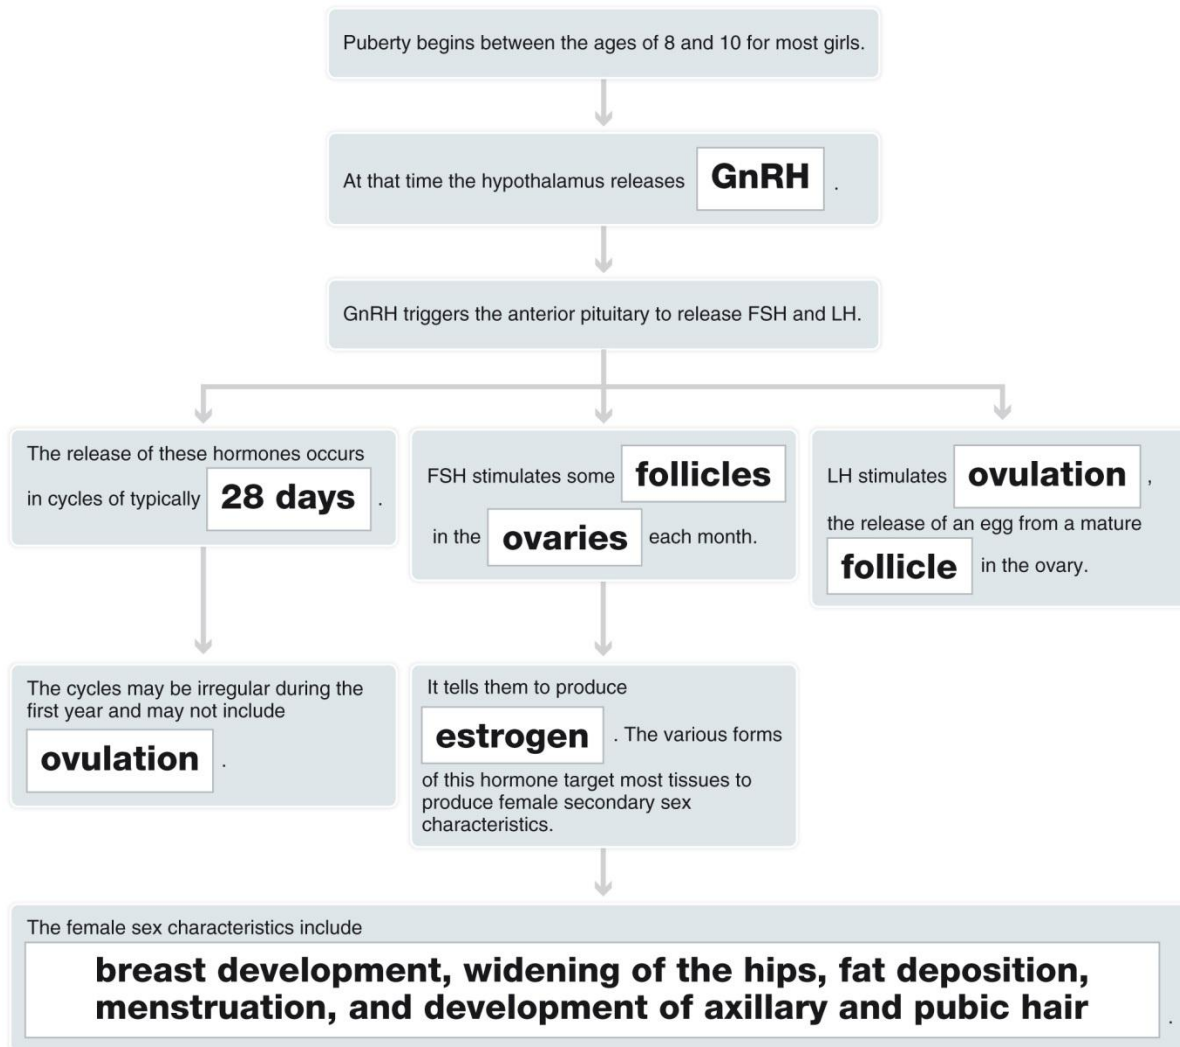 Puberty begins between the ages of 8 and 10 for most girls.
At that time the hypothalamus releases GnRH .
GnRH triggers the anterior pituitary to release FSH and LH.
The release of these hormones occurs
in cycles of typically 28 days .
FSH stimulates some follicles
in the ovaries each month.
LH stimulates ovulation ,
the release of an egg from a mature
follicle in the ovary.
The cycles may be irregular during the
first year and may not include
ovulation .
It tells them to produce
estrogen . The various forms
of this hormone target most tissues to
produce female secondary sex
characteristics.
The female sex characteristics include
breast development, widening of the hips, fat deposition,
menstruation, and development of axillary and pubic hair .